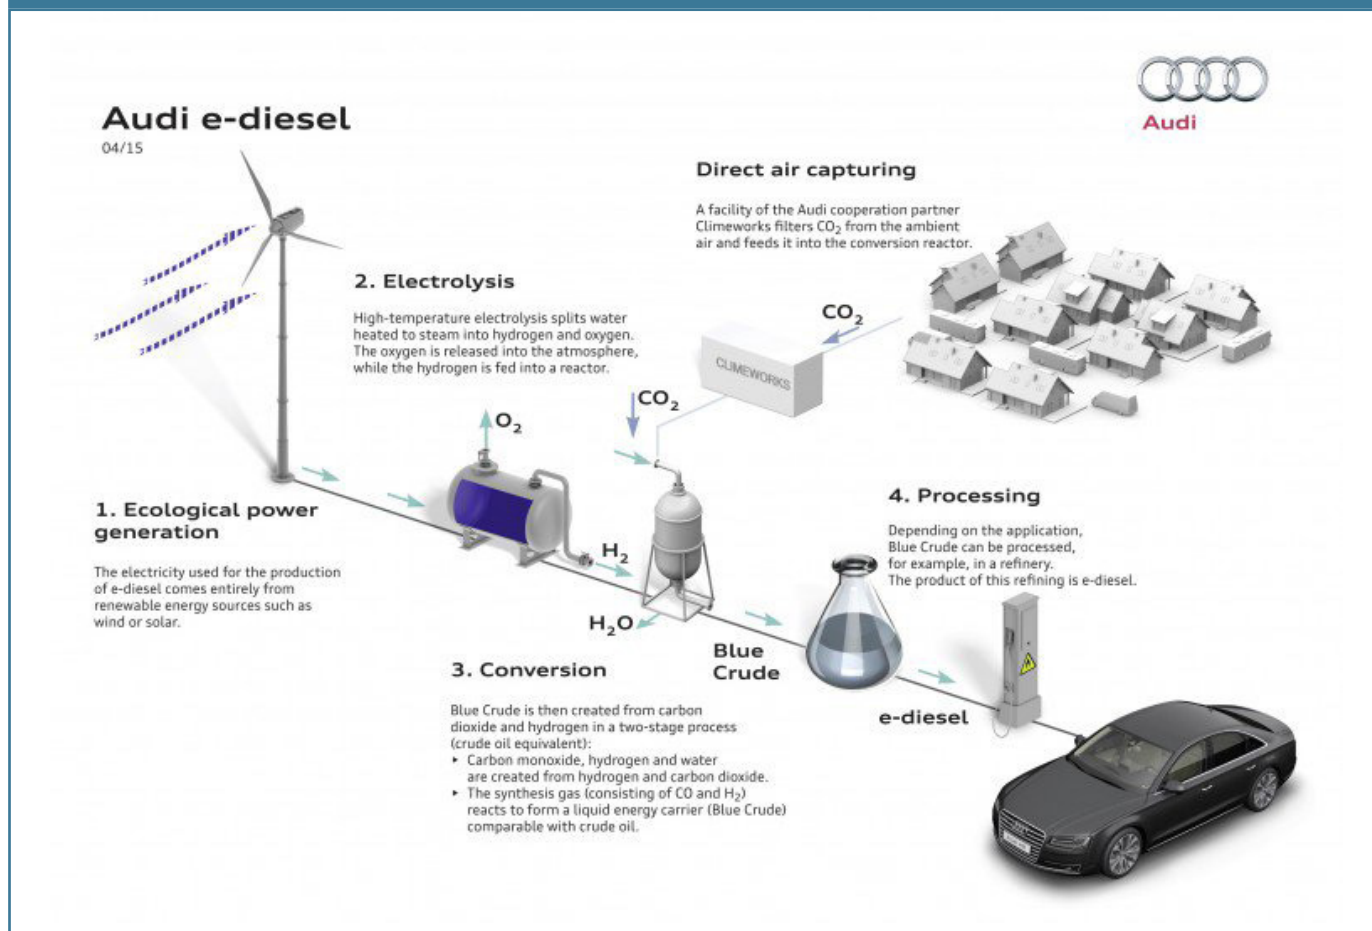 Audi e-diesel
04/15
Audi
Direct air capturing
A facility of the Audi cooperation partner
Climeworks filters CO₂ from the ambient
air and feeds it into the conversion reactor.
2. Electrolysis
High-temperature electrolysis splits water
heated to steam into hydrogen and oxygen.
The oxygen is released into the atmosphere,
while the hydrogen is fed into a reactor.
CO₂
CLIMEWORKS
CO₂
O₂
1. Ecological power
generation
The electricity used for the production
of e-diesel comes entirely from
renewable energy sources such as
wind or solar.
H₂
H₂O
4. Processing
Depending on the application,
Blue Crude can be processed,
for example, in a refinery.
The product of this refining is e-diesel.
Blue
Crude
e-diesel
3. Conversion
Blue Crude is then created from carbon
dioxide and hydrogen in a two-stage process
(crude oil equivalent):
‣ Carbon monoxide, hydrogen and water
are created from hydrogen and carbon dioxide.
‣ The synthesis gas (consisting of CO and H₂)
reacts to form a liquid energy carrier (Blue Crude)
comparable with crude oil.